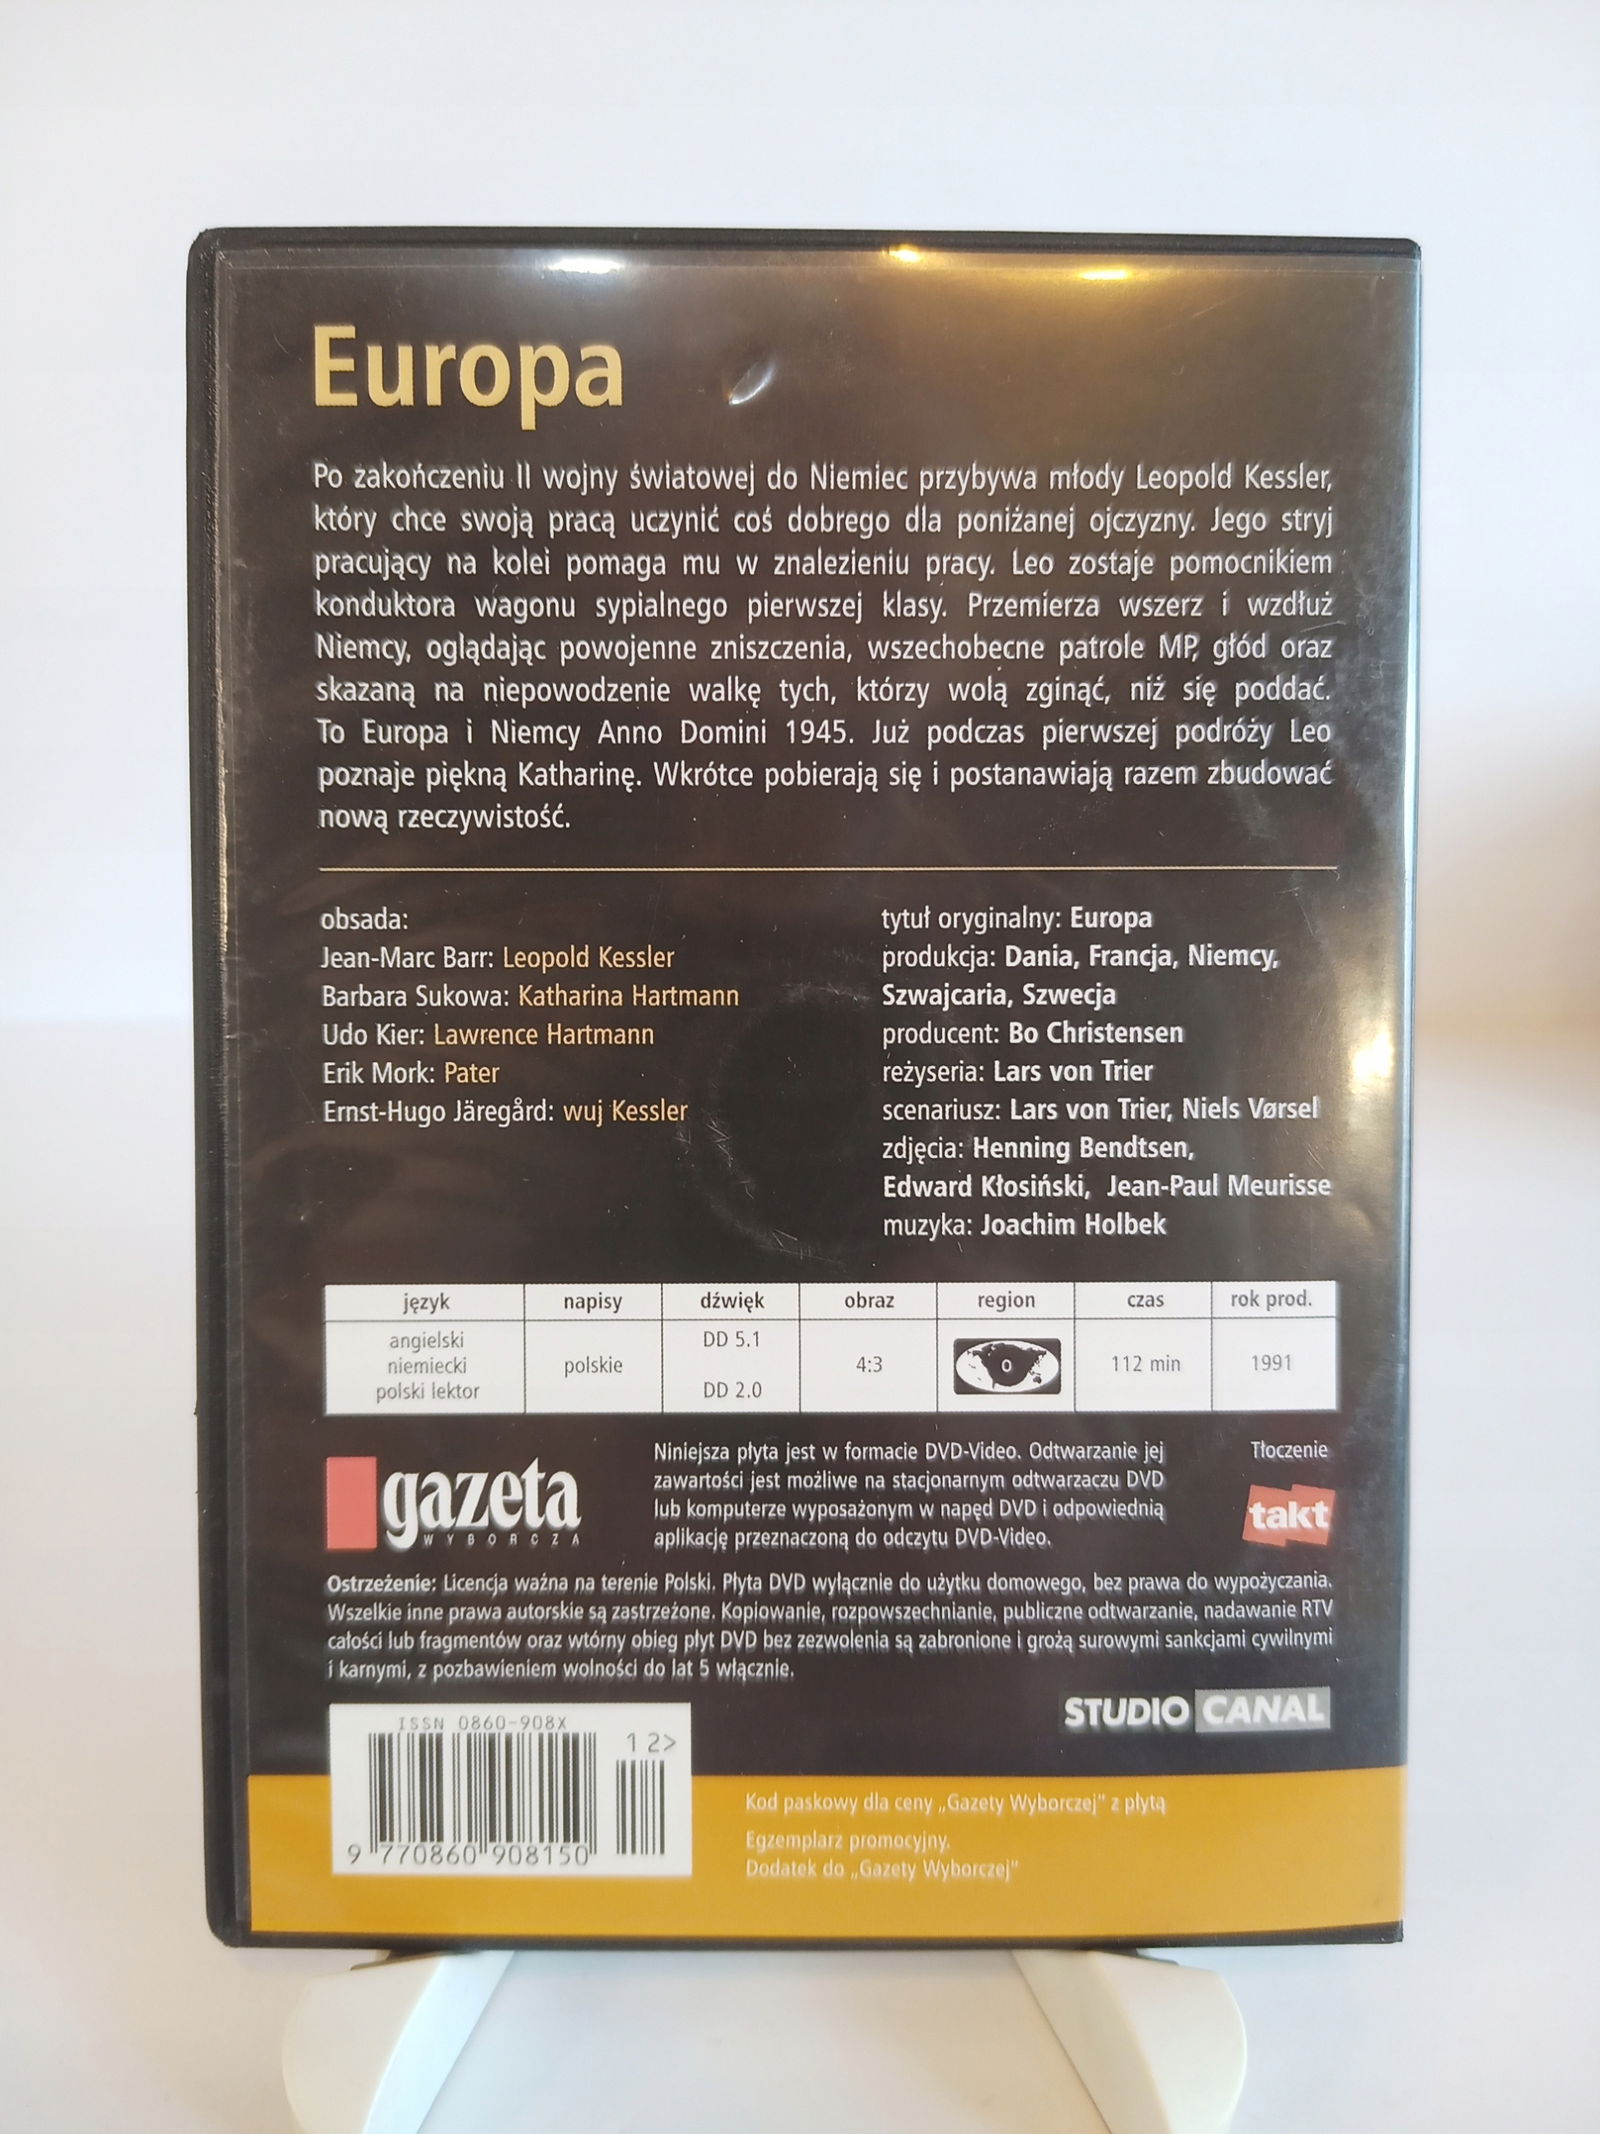 Europa
Po zakończeniu II wojny światowej do Niemiec przybywa młody Leopold Kessler,
który chce swoją pracą uczynić coś dobrego dla poniżanej ojczyzny. Jego stryj
pracujący na kolei pomaga mu w znalezieniu pracy. Leo zostaje pomocnikiem
konduktora wagonu sypialnego pierwszej klasy. Przemierza wszerz i wzdłuż
Niemcy, oglądając powojenne zniszczenia, wszechobecne patrole MP, głód oraz
skazaną na niepowodzenie walkę tych, którzy wolą zginąć, niż się poddać.
To Europa i Niemcy Anno Domini 1945. Już podczas pierwszej podróży Leo
poznaje piękną Katharinę. Wkrótce pobierają się i postanawiają razem zbudować
nową rzeczywistość.
obsada:
Jean-Marc Barr: Leopold Kessler
Barbara Sukowa: Katharina Hartmann
Udo Kier: Lawrence Hartmann
Erik Mork: Pater
Ernst-Hugo Järegård: wuj Kessler
tytuł oryginalny: Europa
produkcja: Dania, Francja, Niemcy,
Szwajcaria, Szwecja
producent: Bo Christensen
reżyseria: Lars von Trier
scenariusz: Lars von Trier, Niels Vørsel
zdjęcia: Henning Bendtsen,
Edward Kłosiński, Jean-Paul Meurisse
muzyka: Joachim Holbek
język napisy dźwięk obraz region czas rok prod.
angielski DD 5.1
niemiecki polskie 4:3 0 112 min 1991
polski lektor DD 2.0
gazeta
WYBORCZA
Niniejsza płyta jest w formacie DVD-Video. Odtwarzanie jej
zawartości jest możliwe na stacjonarnym odtwarzaczu DVD
lub komputerze wyposażonym w napęd DVD i odpowiednią
aplikację przeznaczoną do odczytu DVD-Video.
Tłoczenie
takt
Ostrzeżenie: Licencja ważna na terenie Polski. Płyta DVD wyłącznie do użytku domowego, bez prawa do wypożyczania.
Wszelkie inne prawa autorskie są zastrzeżone. Kopiowanie, rozpowszechnianie, publiczne odtwarzanie, nadawanie RTV
całości lub fragmentów oraz wtórny obieg płyt DVD bez zezwolenia są zabronione i grożą surowymi sankcjami cywilnymi
i karnymi, z pozbawieniem wolności do lat 5 włącznie.
STUDIO CANAL
ISSN 0860-908X
12>
9 770860 908150
Kod paskowy dla ceny „Gazety Wyborczej" z płytą
Egzemplarz promocyjny.
Dodatek do „Gazety Wyborczej"